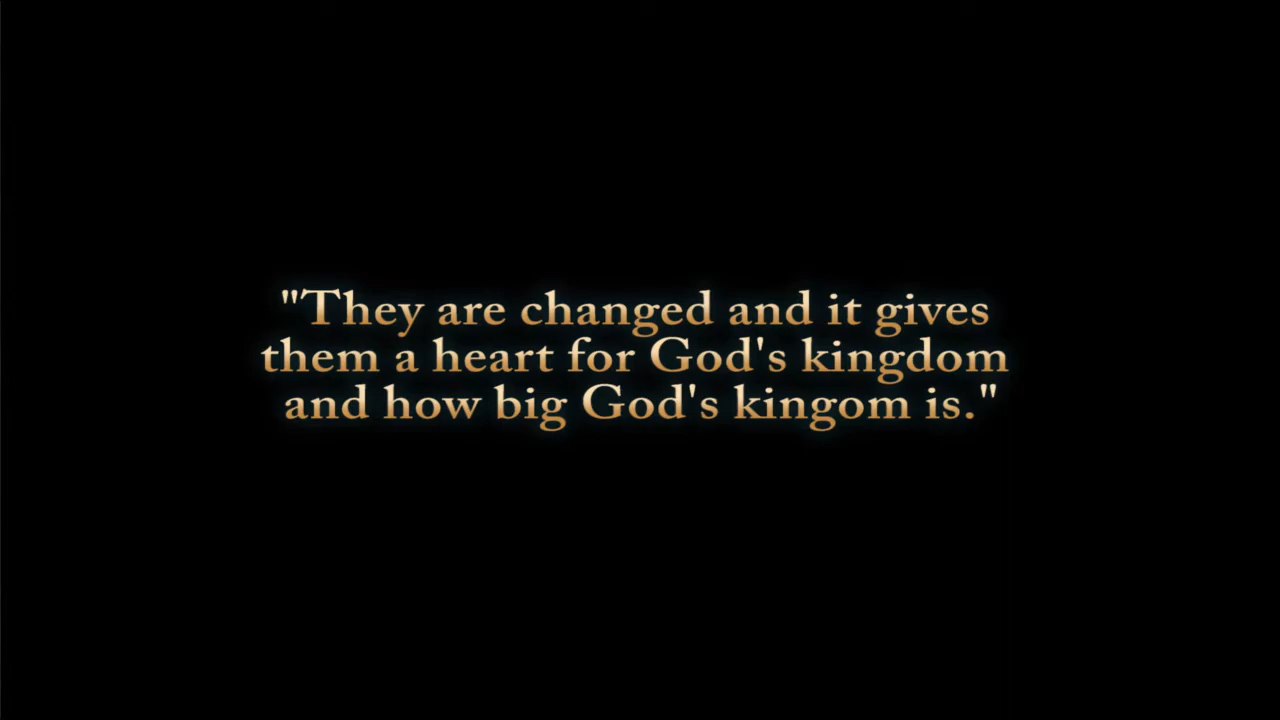 "They are changed and it gives
them a heart for God's kingdom
and how big God's kingom is."